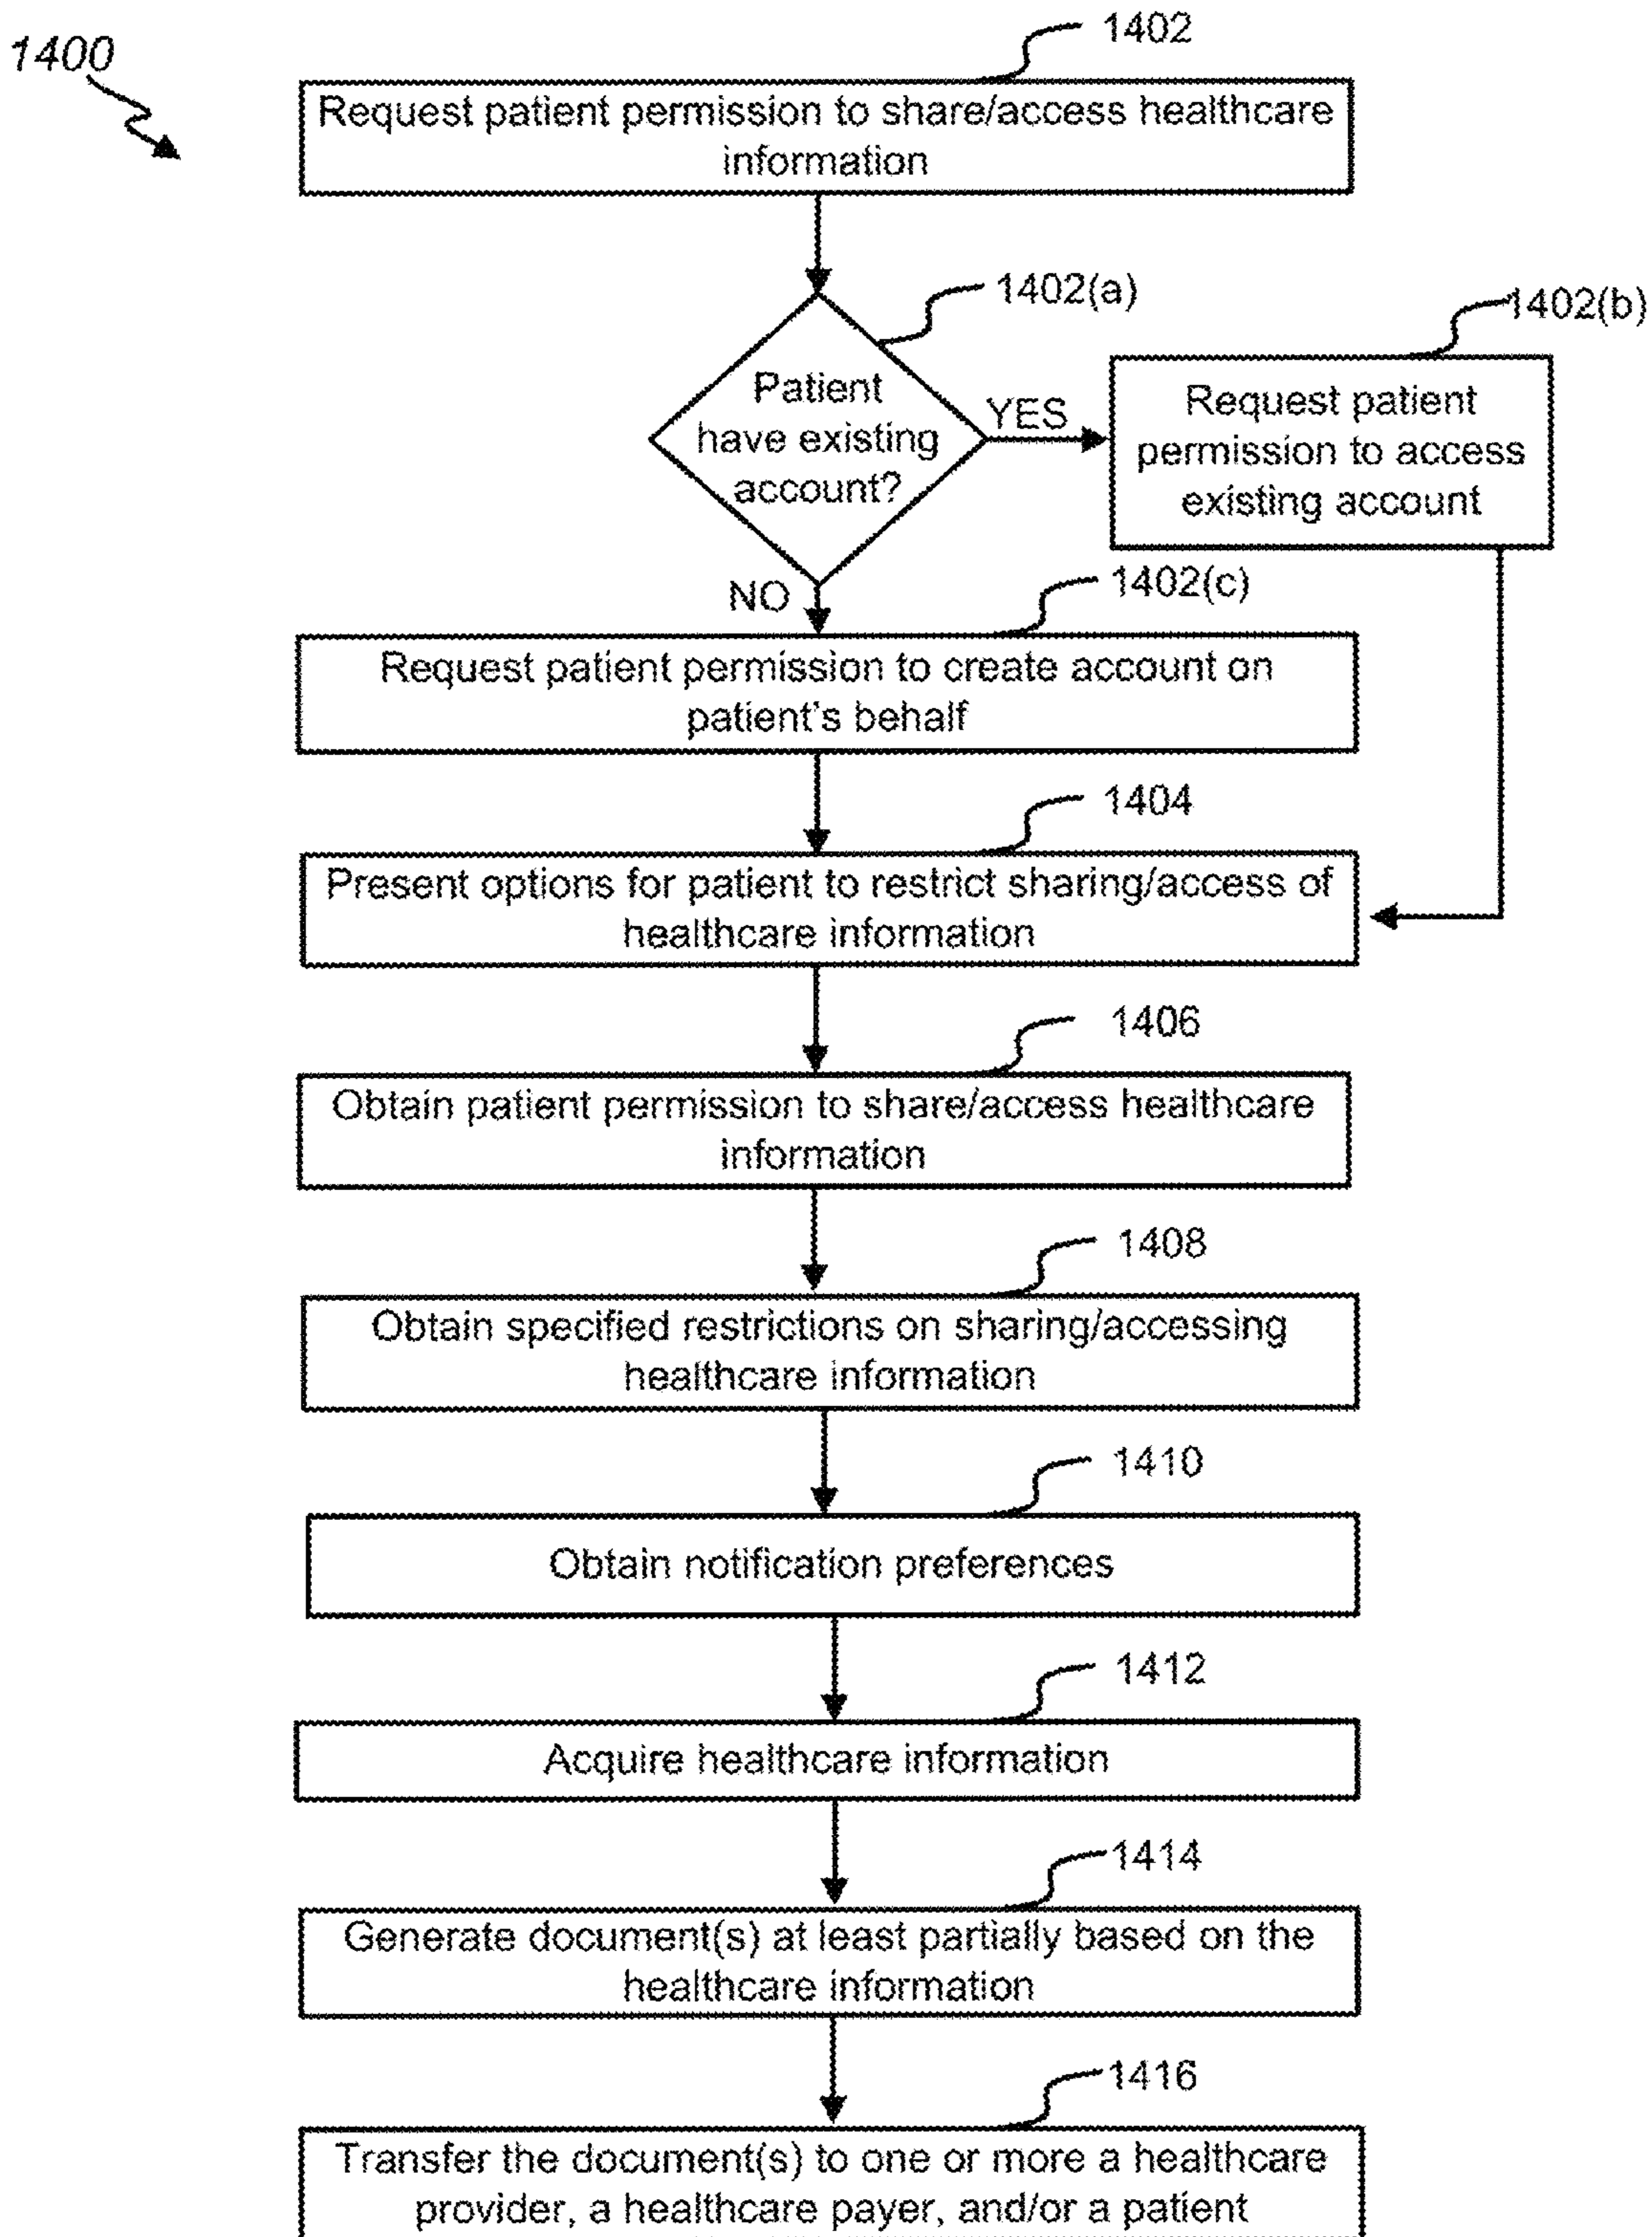 1400
1402
Request patient permission to share/access healthcare
information
1402(a)
1402(b)
Patient
have existing
account?
YES
Request patient
permission to access
existing account
NO
1402(c)
Request patient permission to create account on
patient's behalf
1404
Present options for patient to restrict sharing/access of
healthcare information
1406
Obtain patient permission to share/access healthcare
information
1408
Obtain specified restrictions on sharing/accessing
healthcare information
1410
Obtain notification preferences
1412
Acquire healthcare information
1414
Generate document(s) at least partially based on the
healthcare information
1416
Transfer the document(s) to one or more a healthcare
provider, a healthcare payer, and/or a patient